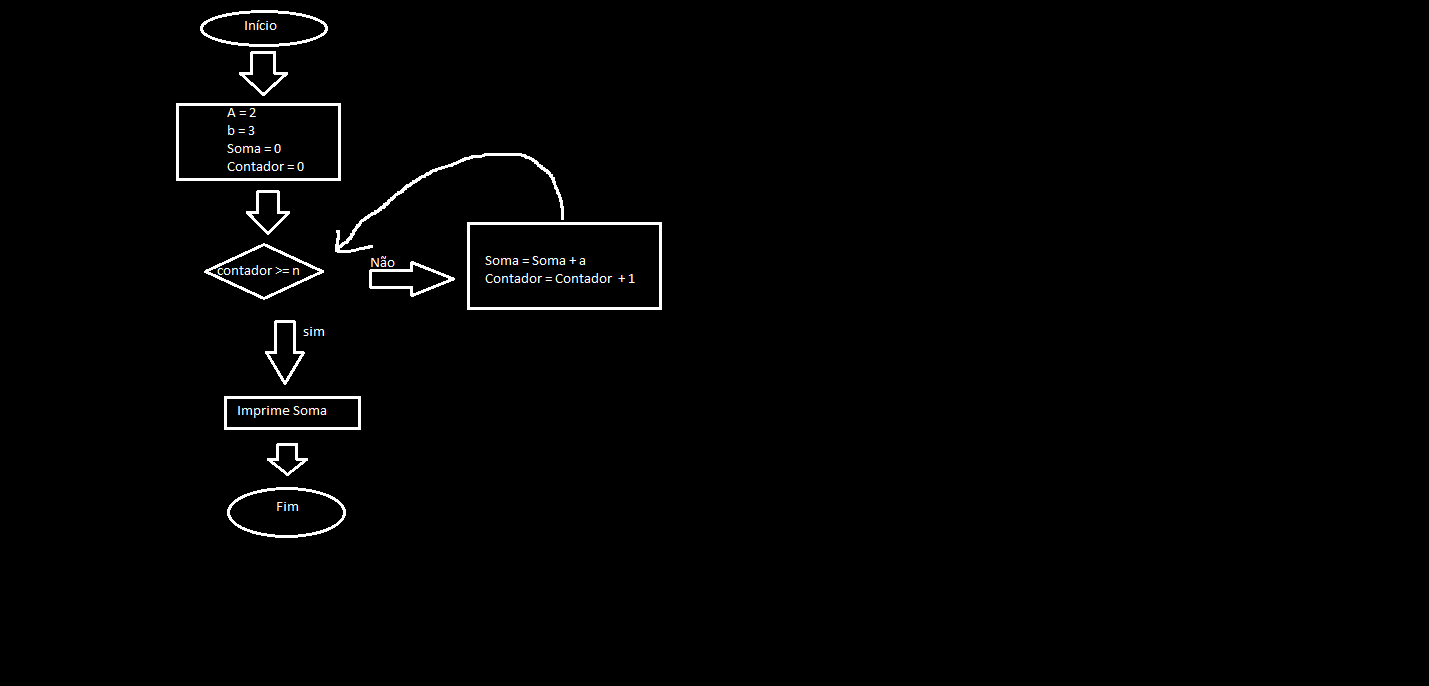 Início
A = 2
b = 3
Soma = 0
Contador = 0
contador >= n
Não
Soma = Soma + a
Contador = Contador + 1
sim
Imprime Soma
Fim